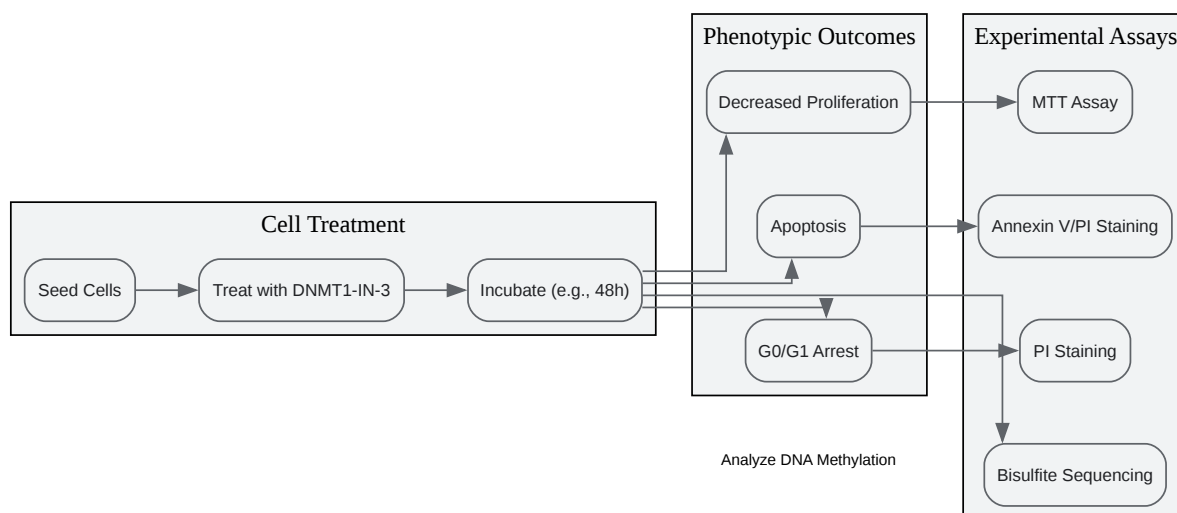 Cell Treatment
Seed Cells
Treat with DNMT1-IN-3
Incubate (e.g., 48h)
Phenotypic Outcomes
Decreased Proliferation
Apoptosis
G0/G1 Arrest
Analyze DNA Methylation
Experimental Assays
MTT Assay
Annexin V/PI Staining
PI Staining
Bisulfite Sequencing